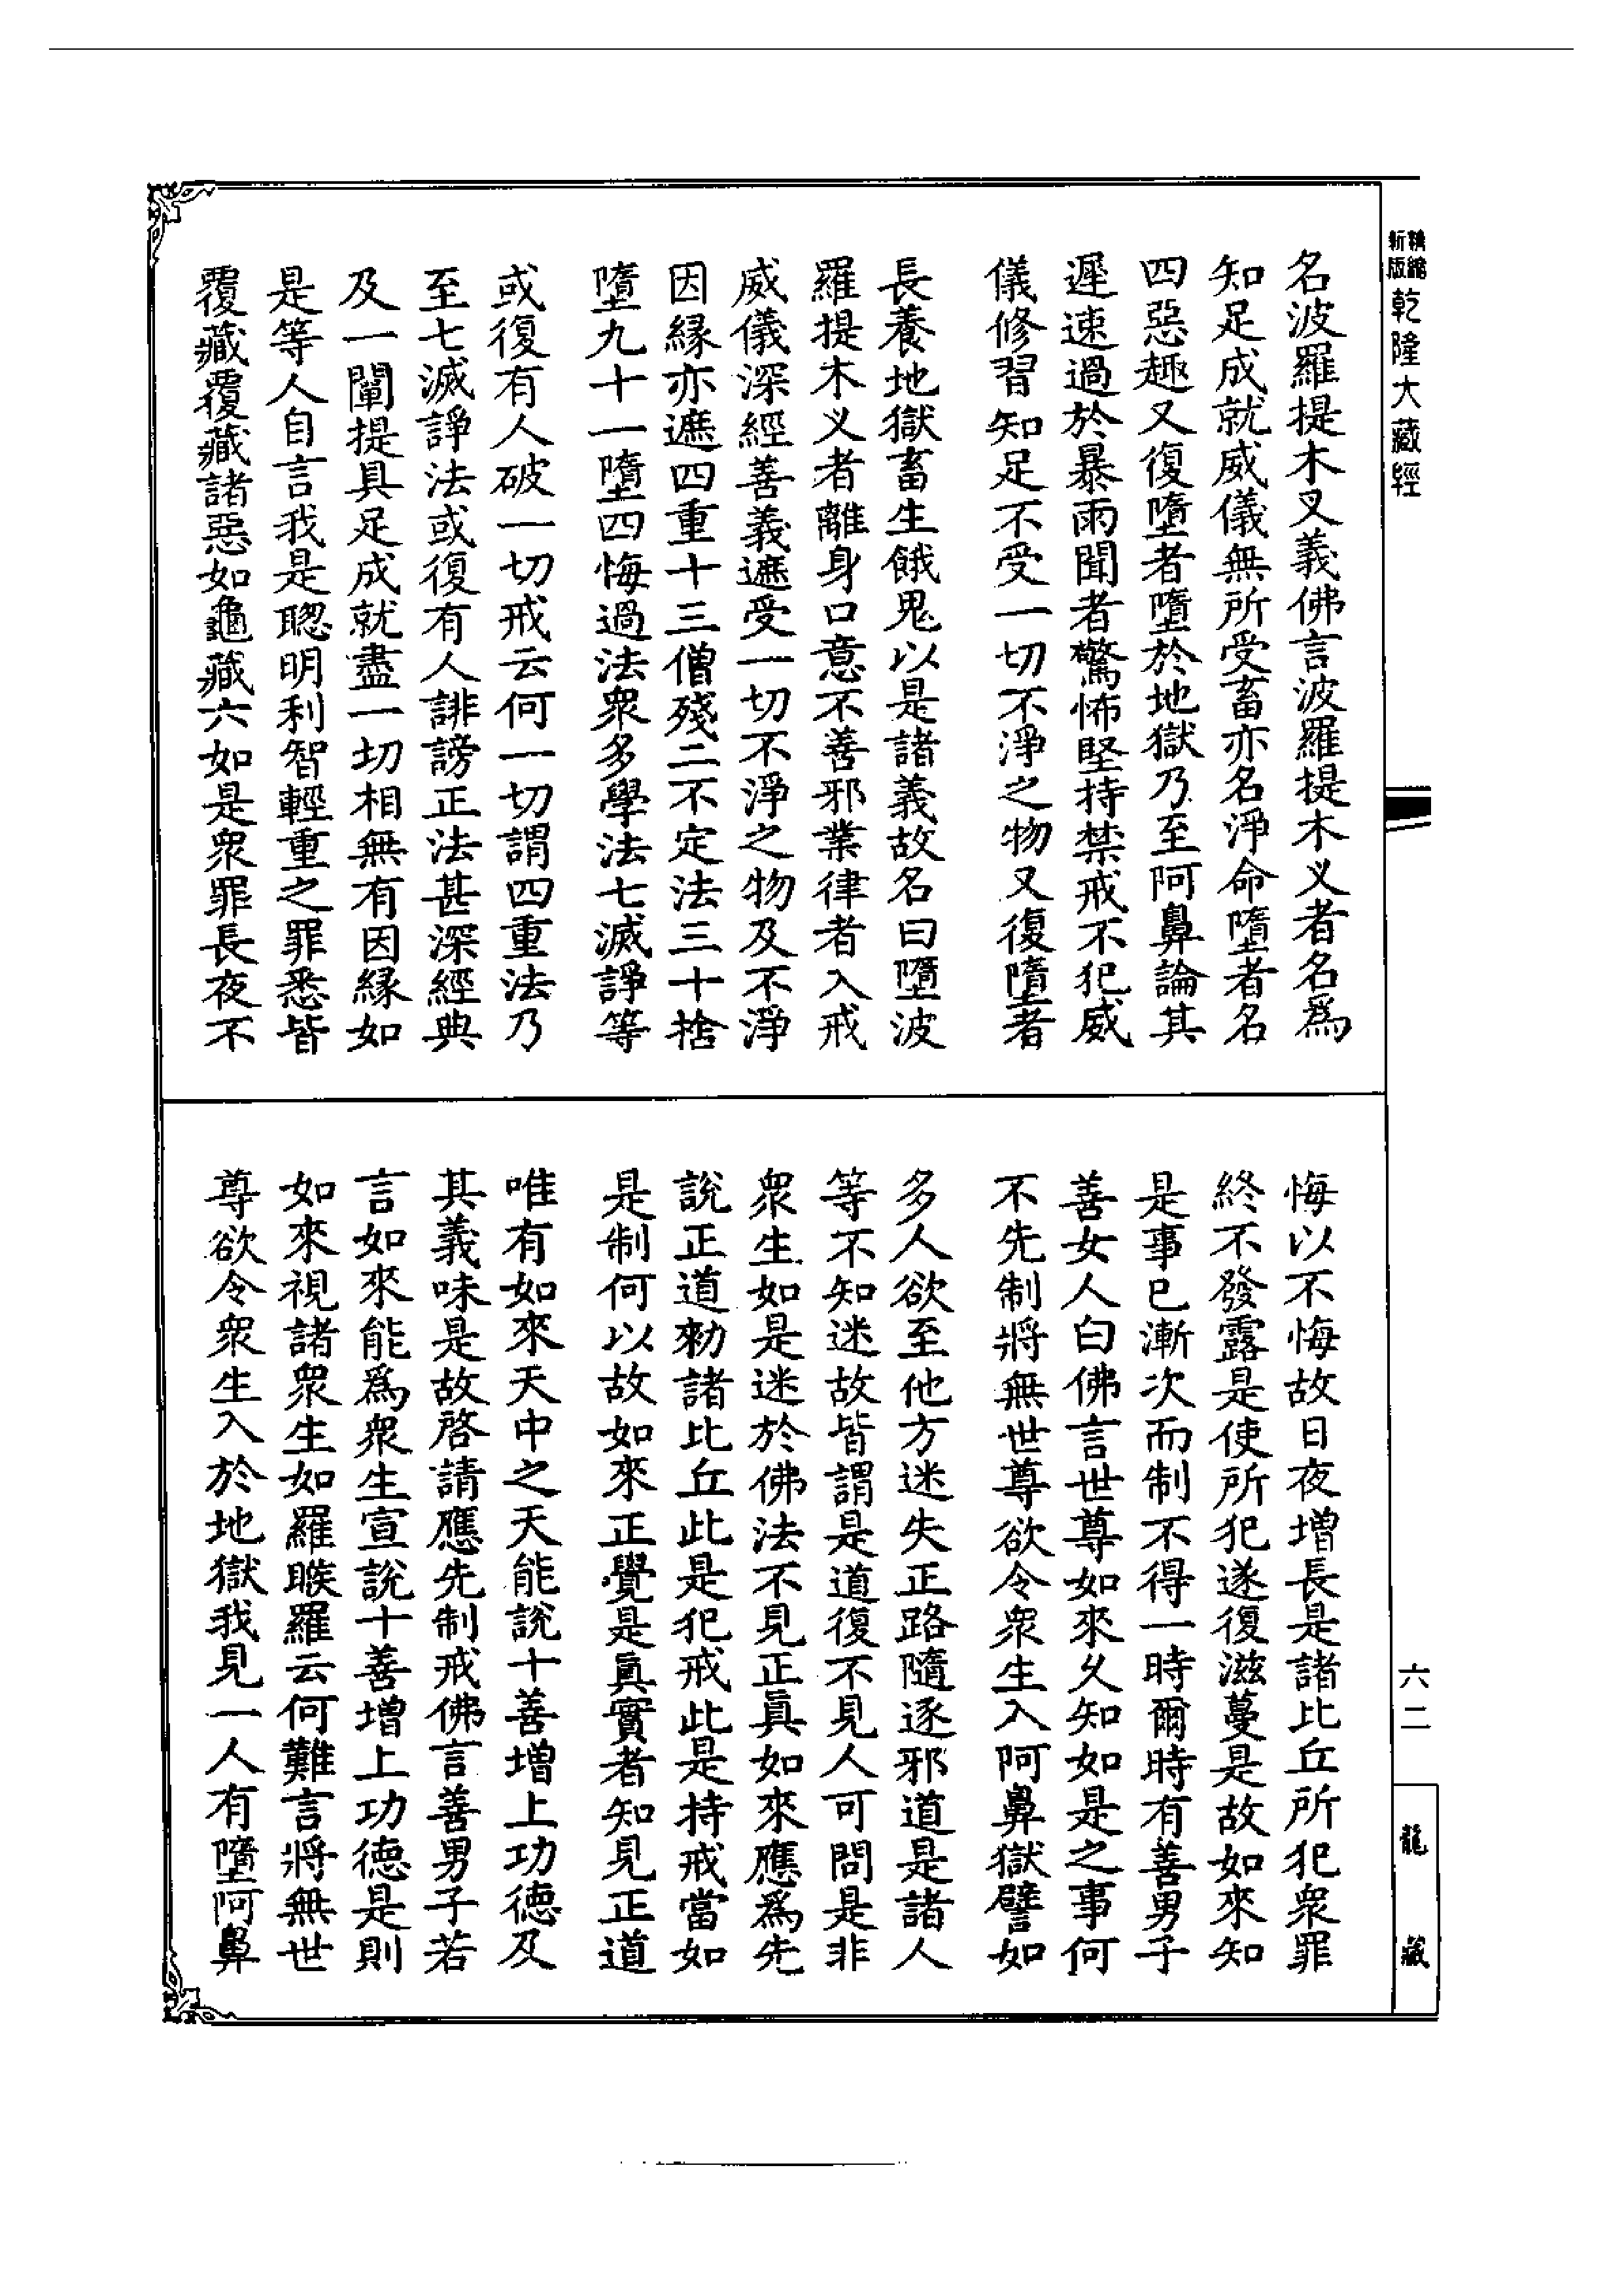 新版精縮乾隆大藏經
名波羅提木叉義佛言波羅提木义者名爲
知足成就威儀無所受畜亦名淨命墮者名
四惡趣又復墮者墮於地獄乃至阿鼻論其
遲速過於暴雨聞者驚怖堅持禁戒不犯威
儀修習知足不受一切不淨之物又復墮者
長養地獄畜生餓鬼以是諸義故名曰墮波
羅提木义者離身口意不善邪業律者入戒
威儀深經善義遮受一切不淨之物及不淨
因緣亦遮四重十三僧殘二不定法三十捨
墮九十一墮四悔過法衆多學法七滅諍等
或復有人破一切戒云何一切謂四重法乃
至七滅諍法或復有人誹謗正法甚深經典
及一闡提具足成就盡一切相無有因緣如
是等人自言我是聰明利智輕重之罪悉皆
覆藏覆藏諸惡如龜藏六如是衆罪長夜不
悔以不悔故日夜增長是諸比丘所犯衆罪
終不發露是使所犯遂復滋蔓是故如來知
是事已漸次而制不得一時爾時有善男子
善女人白佛言世尊如來久知如是之事何
不先制將無世尊欲令衆生入阿鼻獄譬如
多人欲至他方迷失正路隨逐邪道是諸人
等不知迷故皆謂是道復不見人可問是非
衆生如是迷於佛法不見正眞如來應爲先
說正道勑諸比丘此是犯戒此是持戒當如
是制何以故如來正覺是眞實者知見正道
唯有如來天中之天能說十善增上功德及
其義味是故啓請應先制戒佛言善男子若
言如來能爲衆生宣說十善增上功德是則
如來視諸衆生如羅睺羅云何難言將無世
尊欲令衆生入於地獄我見一人有墮阿鼻
六二
龍藏